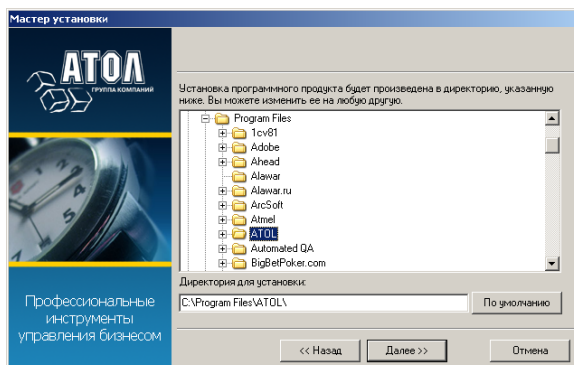 Мастер установки
АТОЛ
ГРУППА КОМПАНИЙ
Установка программного продукта будет произведена в директорию, указанную
ниже. Вы можете изменить ее на любую другую.
Program Files
1cv81
Adobe
Ahead
Alawar
Alawar.ru
ArcSoft
Atmel
ATOL
Automated QA
BigBetPoker.com
Директория для установки:
C:\Program Files\ATOL\
По умолчанию
Профессиональные
инструменты
управления бизнесом
<< Назад
Далее >>
Отмена